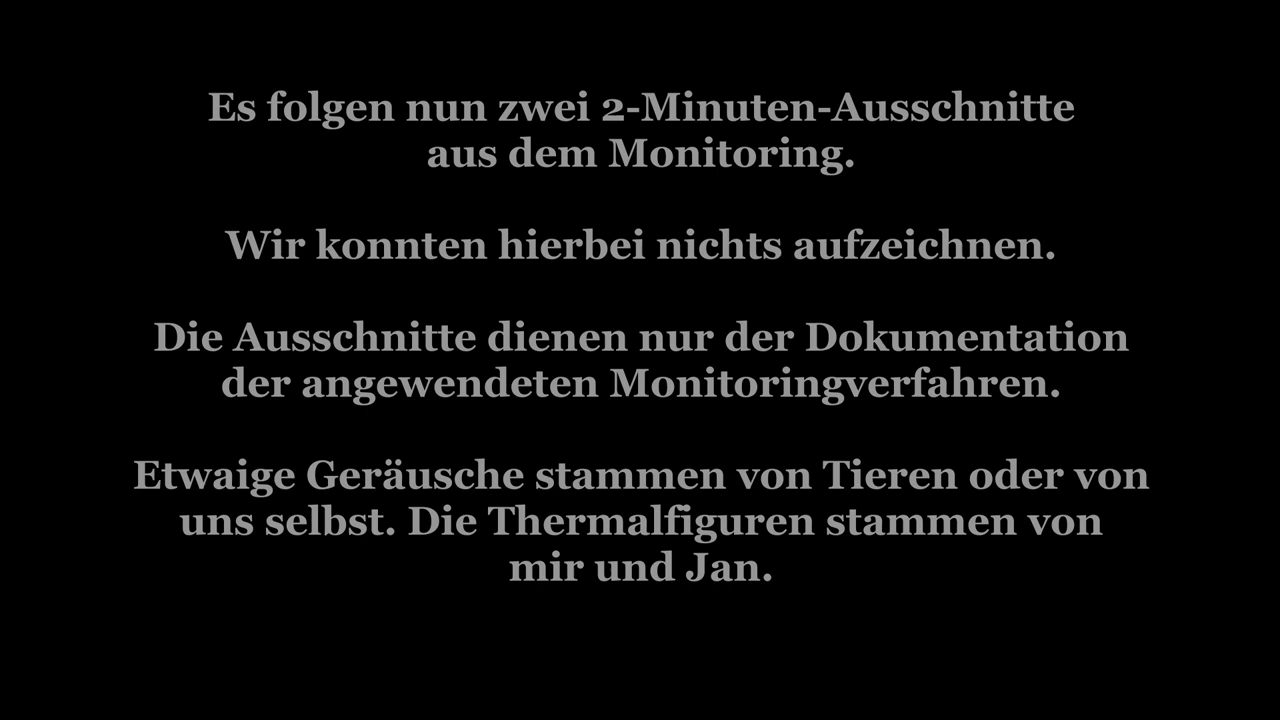 Es folgen nun zwei 2-Minuten-Ausschnitte
aus dem Monitoring.
Wir konnten hierbei nichts aufzeichnen.
Die Ausschnitte dienen nur der Dokumentation
der angewendeten Monitoringverfahren.
Etwaige Geräusche stammen von Tieren oder von
uns selbst. Die Thermalfiguren stammen von
mir und Jan.